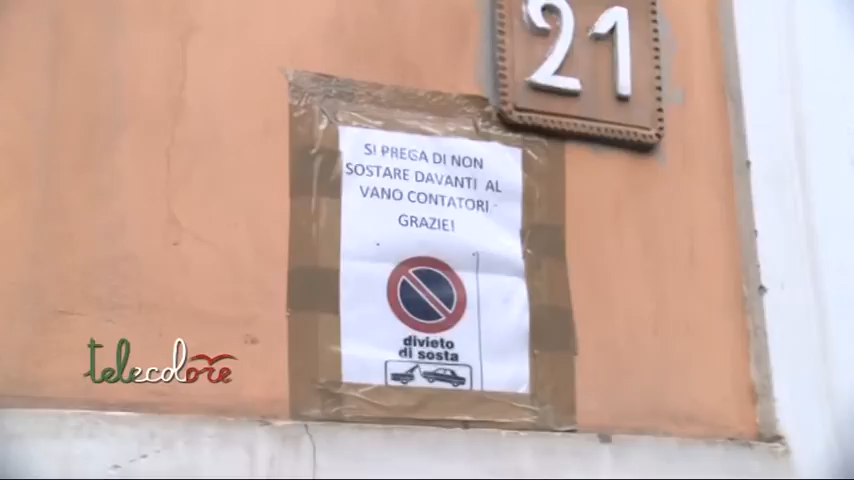 21
SI PREGA DI NON
SOSTARE DAVANTI AL
VANO CONTATORI -
GRAZIE!
divieto
di sosta
telecolore